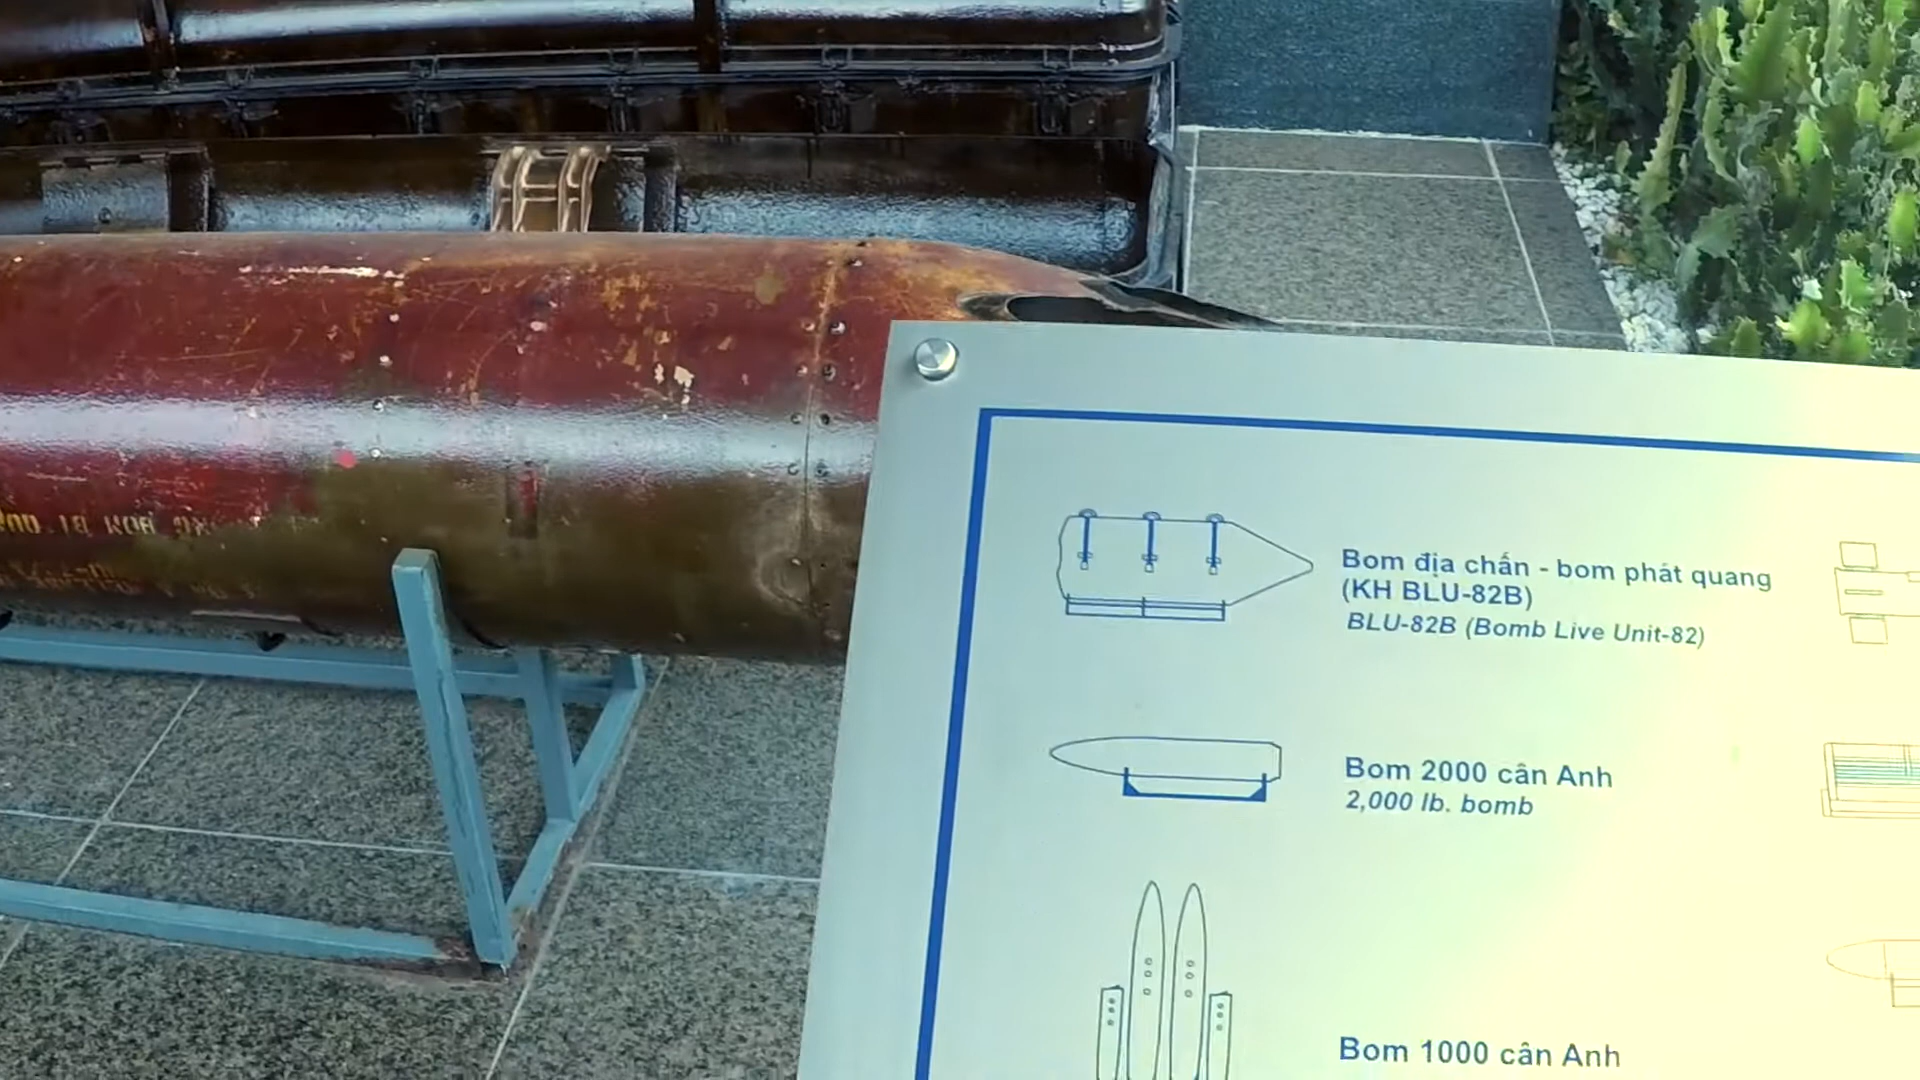 Bom địa chấn - bom phát quang
(KH BLU-82B)
BLU-82B (Bomb Live Unit-82)
Bom 2000 cân Anh
2,000 lb. bomb
Bom 1000 cân Anh